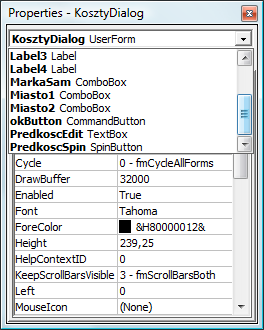 Properties - KosztyDialog
KosztyDialog UserForm
Label3 Label
Label4 Label
MarkaSam ComboBox
Miasto1 ComboBox
Miasto2 ComboBox
okButton CommandButton
PredkoscEdit TextBox
PredkoscSpin SpinButton
Cycle 0 - fmCycleAllForms
DrawBuffer 32000
Enabled True
Font Tahoma
ForeColor &H80000012&
Height 239,25
HelpContextID 0
KeepScrollBarsVisible 3 - fmScrollBarsBoth
Left 0
MouseIcon (None)